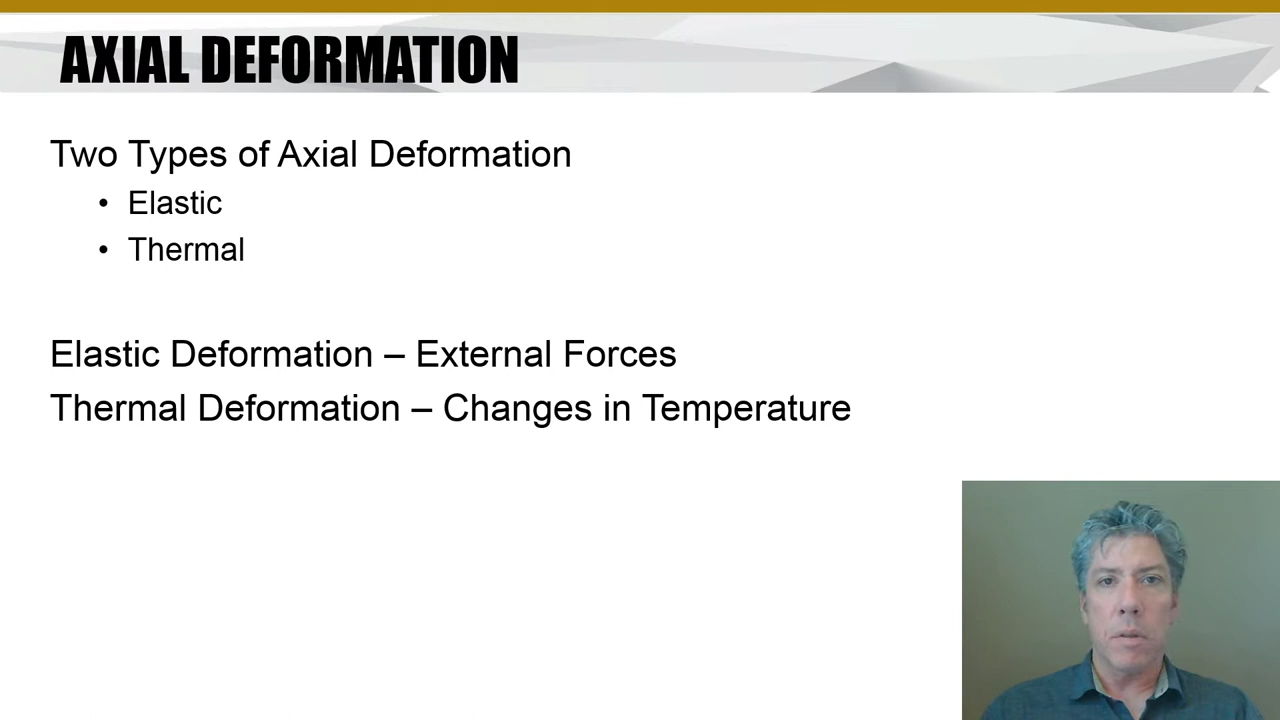 AXIAL DEFORMATION
Two Types of Axial Deformation
• Elastic
• Thermal
Elastic Deformation – External Forces
Thermal Deformation – Changes in Temperature